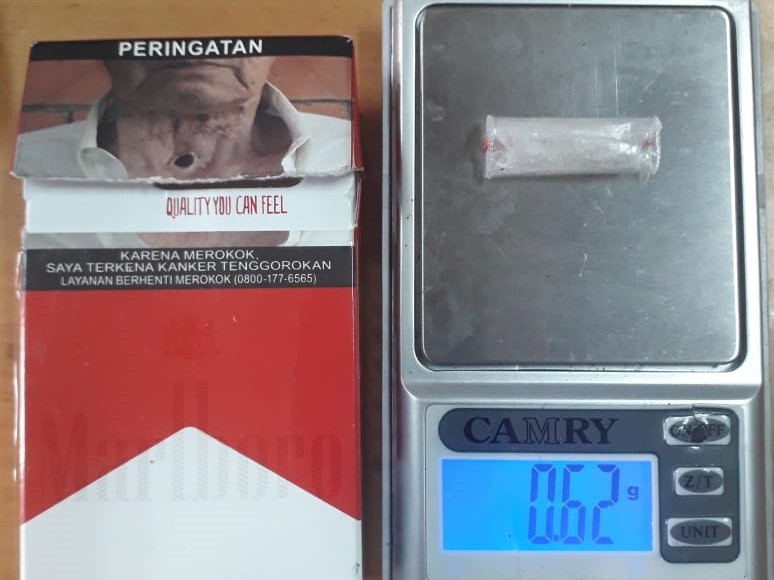 PERINGATAN
QUALITY YOU CAN FEEL
KARENA MEROKOK,
SAYA TERKENA KANKER TENGGOROKAN
LAYANAN BERHENTI MEROKOK (0800-177-6565)
Marlboro
CAMRY
ON/OFF
0.62 g
Z/T
UNIT